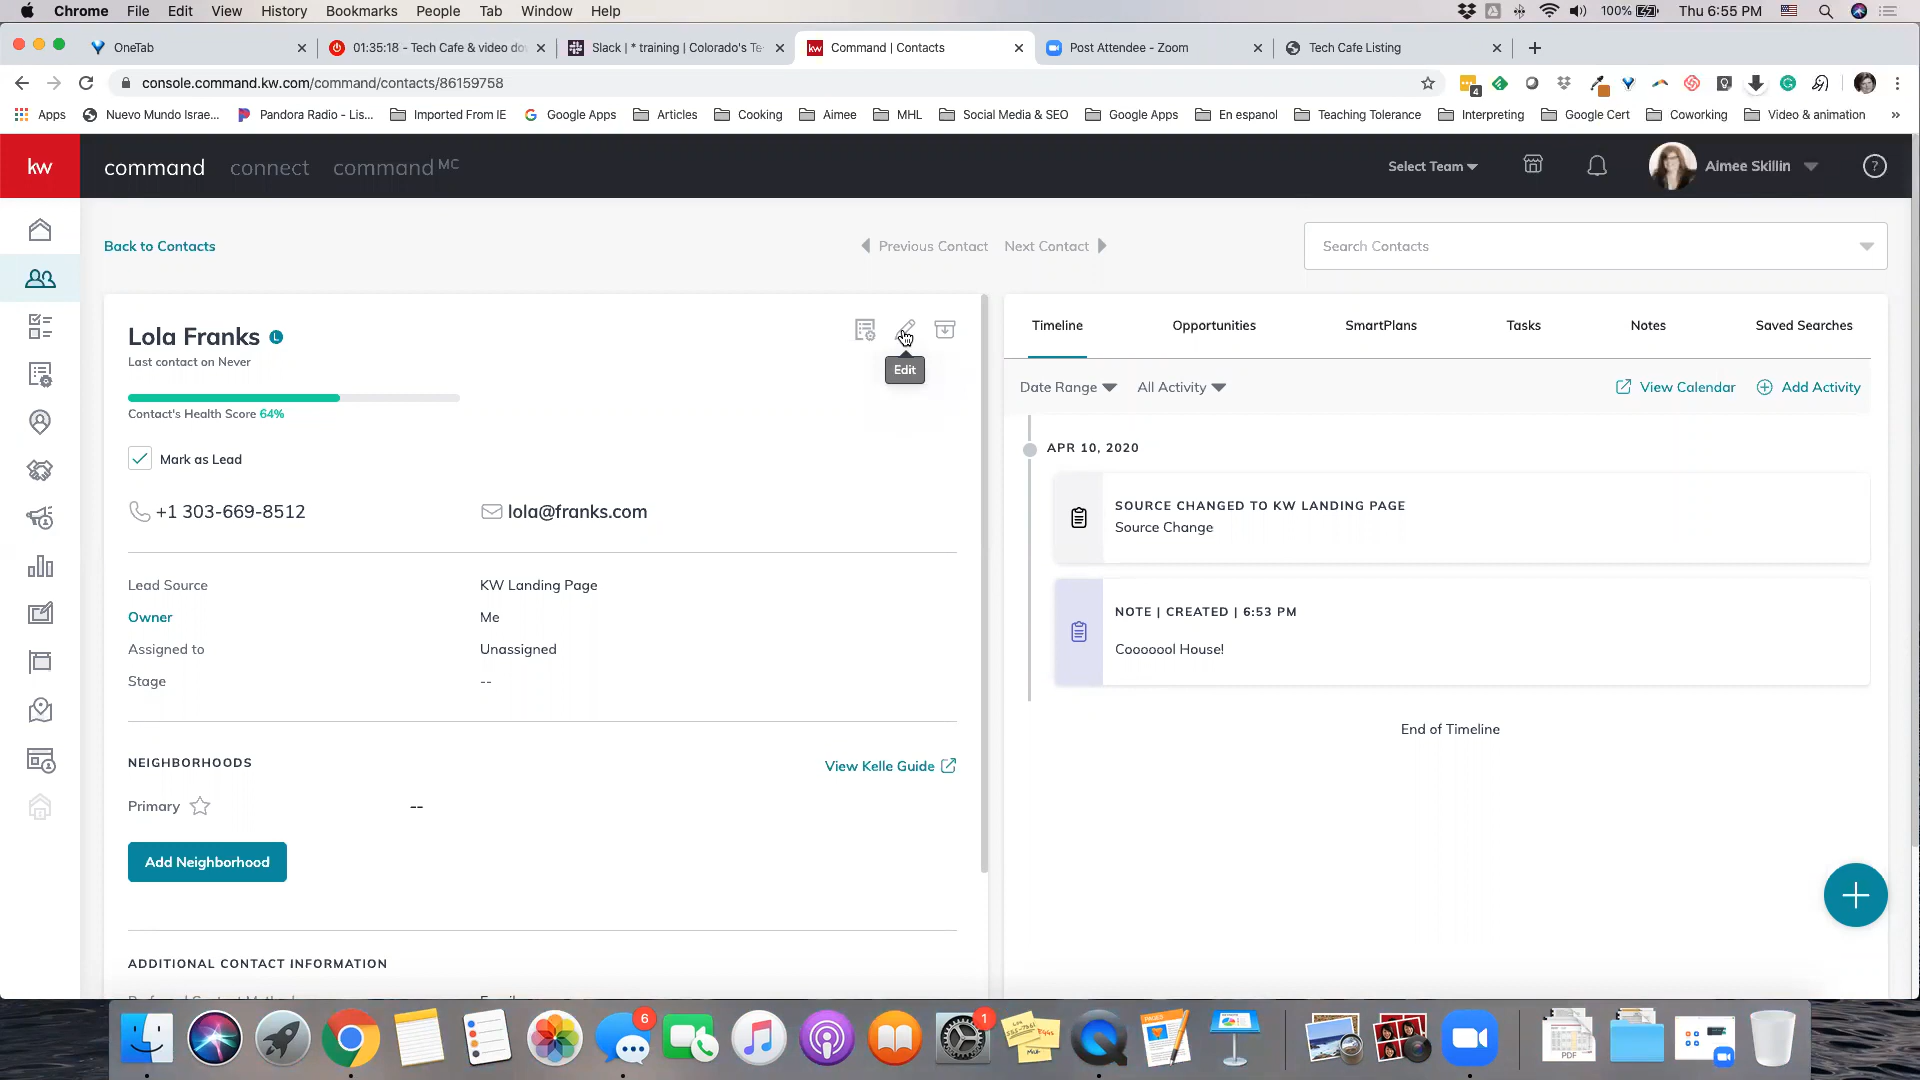 Chrome File Edit View History Bookmarks People Tab Window Help 100% Thu 6:55 PM
OneTab 01:35:18 - Tech Cafe & video do Slack | * training | Colorado's Te Command | Contacts Post Attendee - Zoom Tech Cafe Listing
console.command.kw.com/command/contacts/86159758 4
Apps Nuevo Mundo Israe... Pandora Radio - Lis... Imported From IE Google Apps Articles Cooking Aimee MHL Social Media & SEO Google Apps En espanol Teaching Tolerance Interpreting Google Cert Coworking Video & animation »
kw command connect command MC Select Team Aimee Skillin ?
Back to Contacts Previous Contact Next Contact Search Contacts
Lola Franks L
Last contact on Never
Edit
Contact's Health Score 64%
Mark as Lead
+1 303-669-8512 lola@franks.com
Lead Source KW Landing Page
Owner Me
Assigned to Unassigned
Stage --
NEIGHBORHOODS View Kelle Guide
Primary --
Add Neighborhood
ADDITIONAL CONTACT INFORMATION
Timeline Opportunities SmartPlans Tasks Notes Saved Searches
Date Range All Activity View Calendar Add Activity
APR 10, 2020
SOURCE CHANGED TO KW LANDING PAGE
Source Change
NOTE | CREATED | 6:53 PM
Cooooool House!
End of Timeline
6 1
PAGES
PDF